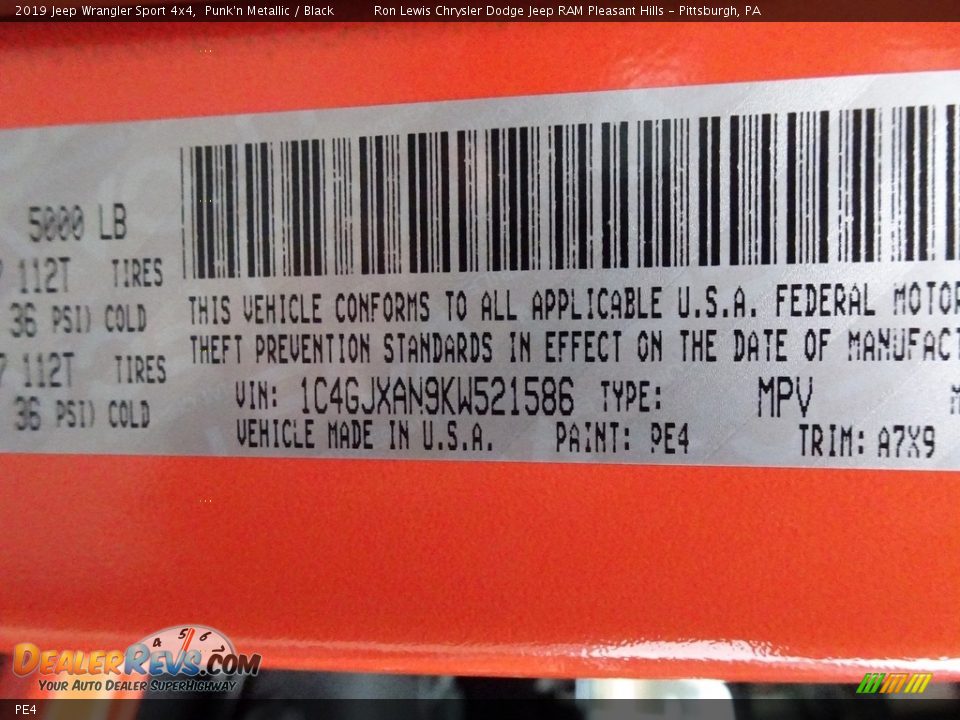 2019 Jeep Wrangler Sport 4x4, Punk'n Metallic / Black Ron Lewis Chrysler Dodge Jeep RAM Pleasant Hills - Pittsburgh, PA
5000 LB
112T TIRES
36 PSI) COLD
112T TIRES
36 PSI) COLD
THIS VEHICLE CONFORMS TO ALL APPLICABLE U.S.A. FEDERAL MOTOR
THEFT PREVENTION STANDARDS IN EFFECT ON THE DATE OF MANUFACT
VIN: 1C4GJXAN9KW521586 TYPE: MPV
VEHICLE MADE IN U.S.A. PAINT: PE4 TRIM: A7X9
4 5 6
DEALERREVS.COM
YOUR AUTO DEALER SUPERHIGHWAY
PE4